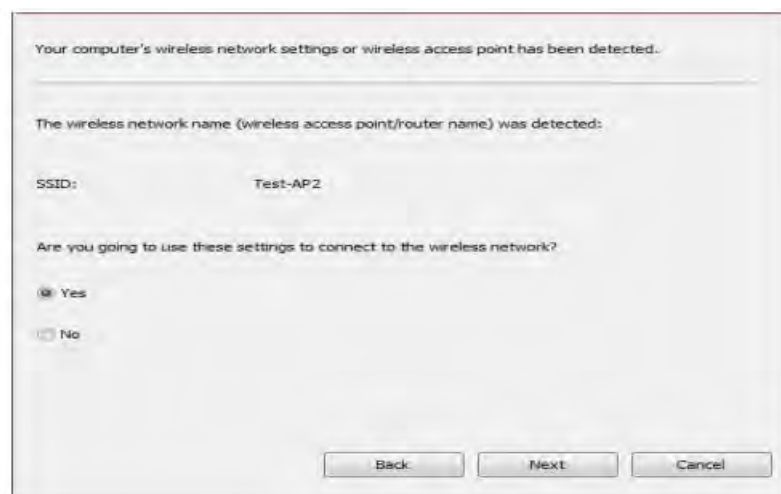 Your computer's wireless network settings or wireless access point has been detected.
The wireless network name (wireless access point/router name) was detected:
SSID: Test-AP2
Are you going to use these settings to connect to the wireless network?
Yes
No
Back Next Cancel